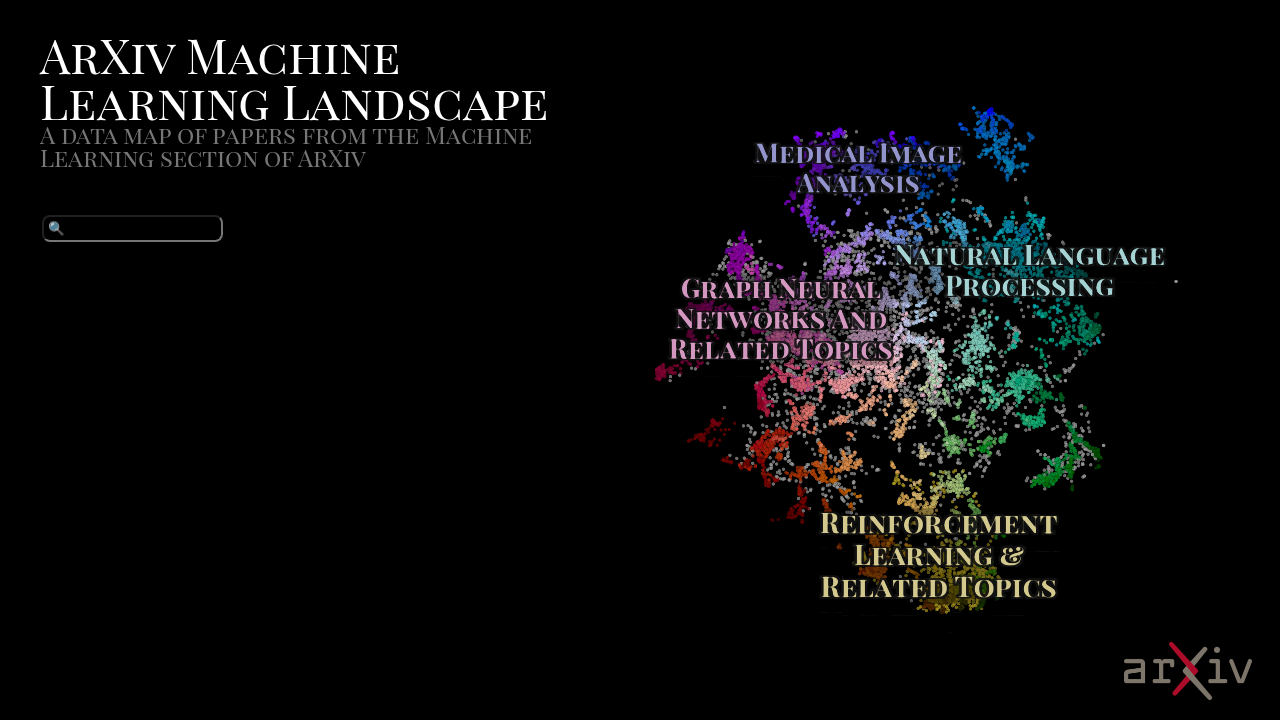 ArXiv Machine
Learning Landscape
A data map of papers from the Machine
Learning section of ArXiv
Medical Image
Analysis
Natural Language
Processing
Graph Neural
Networks And
Related Topics
Reinforcement
Learning &
Related Topics
arXiv